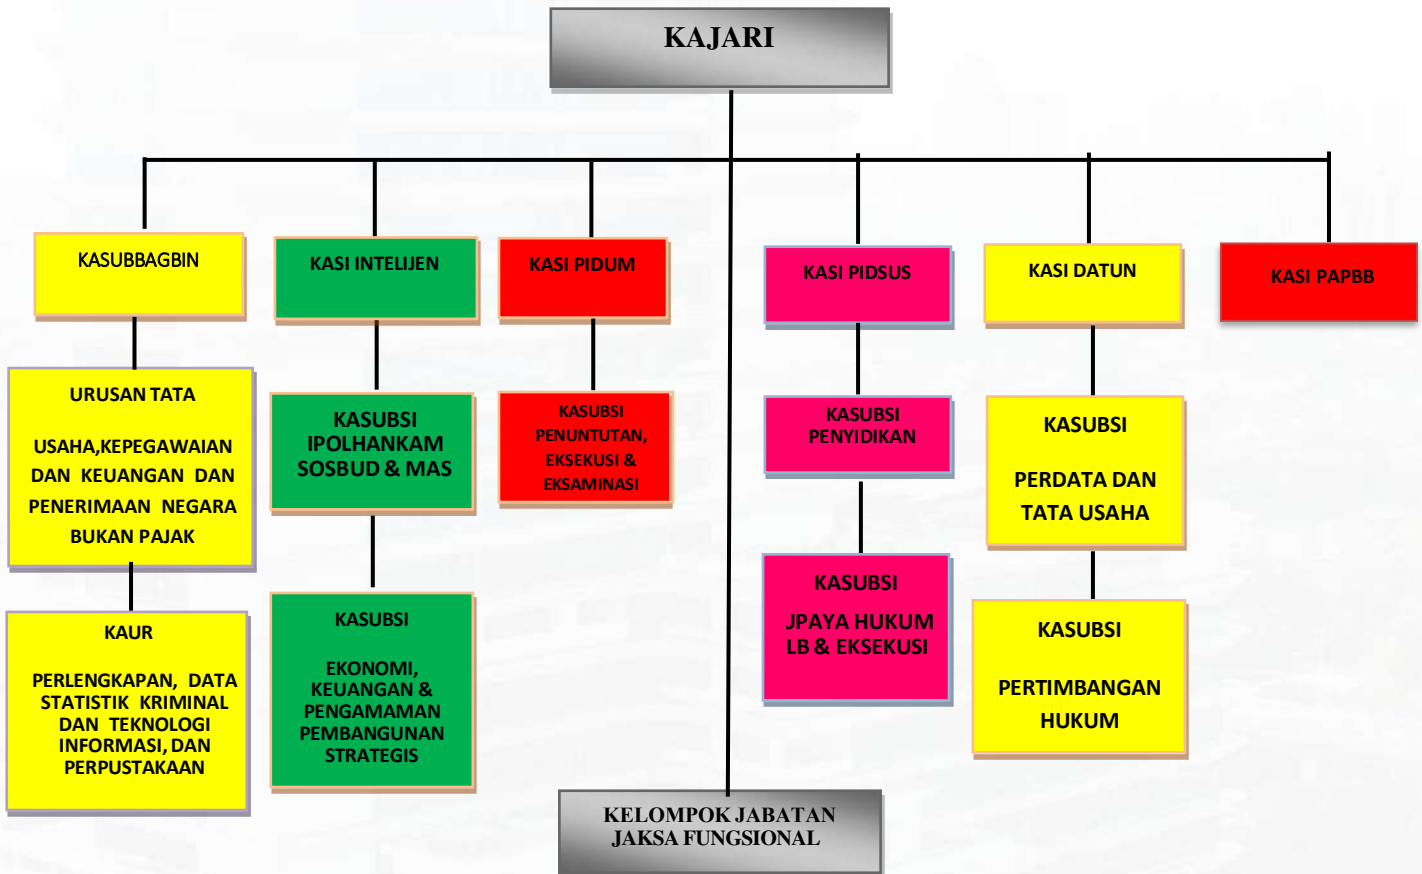 KAJARI
KASUBBAGBIN
KASI INTELIJEN
KASI PIDUM
KASI PIDSUS
KASI DATUN
KASI PAPBB
URUSAN TATA
USAHA,KEPEGAWAIAN
DAN KEUANGAN DAN
PENERIMAAN NEGARA
BUKAN PAJAK
KASUBSI
IPOLHANKAM
SOSBUD & MAS
KASUBSI
PENUNTUTAN,
EKSEKUSI &
EKSAMINASI
KASUBSI
PENYIDIKAN
KASUBSI
PERDATA DAN
TATA USAHA
KAUR
PERLENGKAPAN, DATA
STATISTIK KRIMINAL
DAN TEKNOLOGI
INFORMASI, DAN
PERPUSTAKAAN
KASUBSI
EKONOMI,
KEUANGAN &
PENGAMAMAN
PEMBANGUNAN
STRATEGIS
KASUBSI
JPAYA HUKUM
LB & EKSEKUSI
KASUBSI
PERTIMBANGAN
HUKUM
KELOMPOK JABATAN
JAKSA FUNGSIONAL